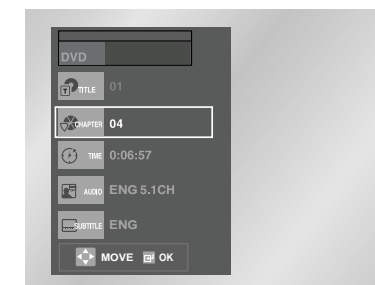 DVD
TITLE 01
CHAPTER 04
TIME 0:06:57
AUDIO ENG 5.1CH
SUBTITLE ENG
MOVE OK